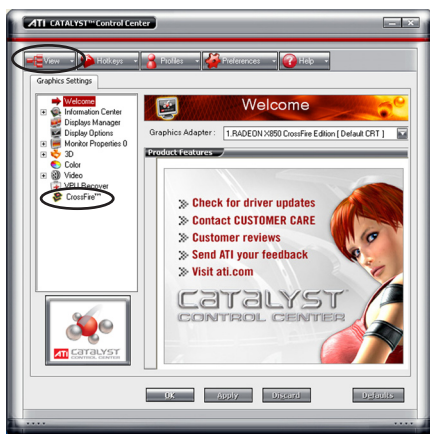 ATI CATALYST™ Control Center
View Hotkeys Profiles Preferences Help
Graphics Settings
Welcome
Information Center
Displays Manager
Display Options
Monitor Properties 0
3D
Color
Video
VPU Recover
CrossFire™
Welcome
Graphics Adapter : 1.RADEON X850 CrossFire Edition [ Default CRT ]
Product Features
Check for driver updates
Contact CUSTOMER CARE
Customer reviews
Send ATI your feedback
Visit ati.com
CATALYST
CONTROL CENTER
ATI CATALYST
OK Apply Discard Defaults